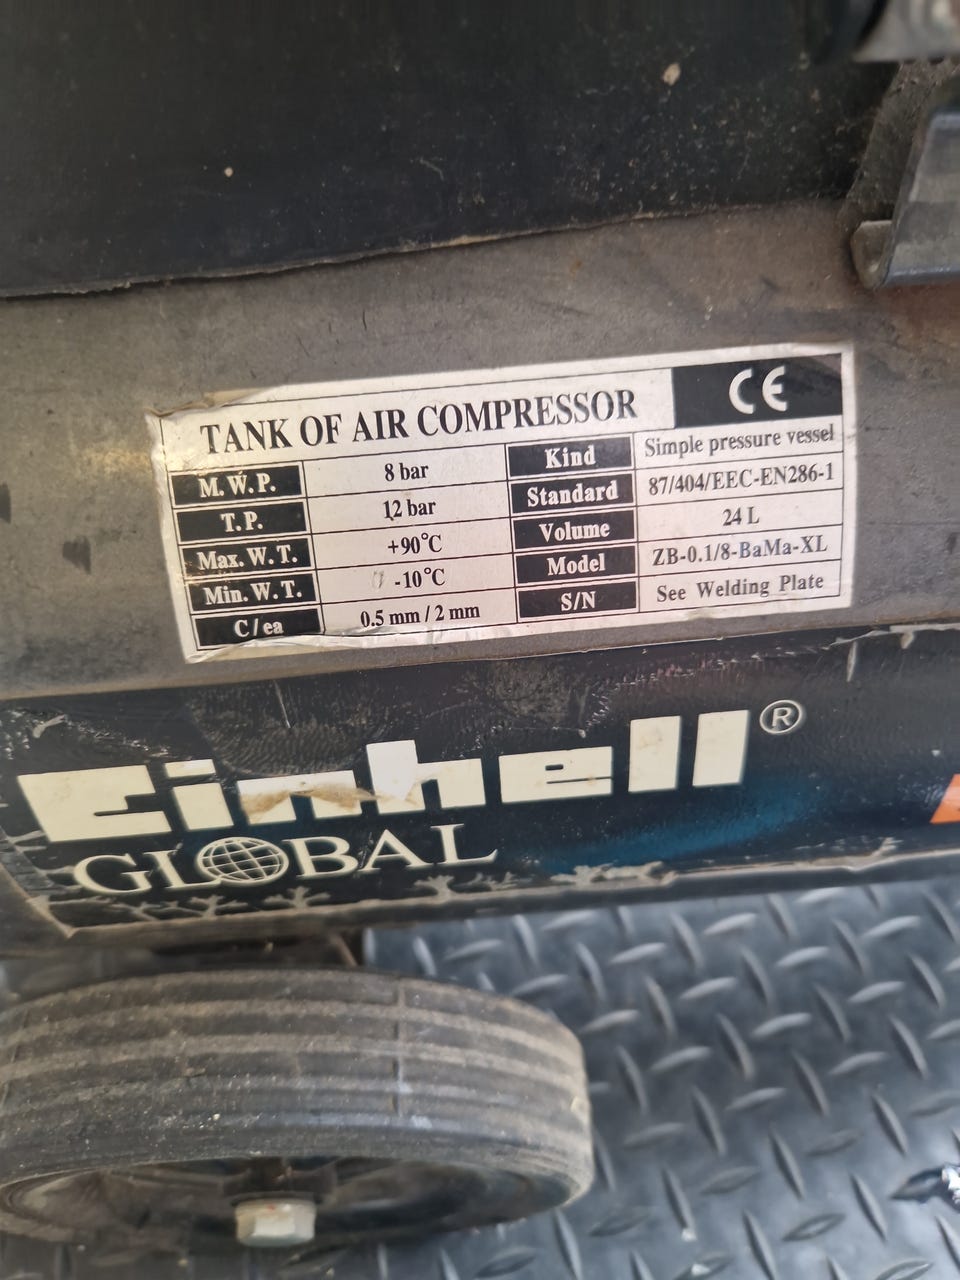 TANK OF AIR COMPRESSOR CE
M.W.P. 8 bar Kind Simple pressure vessel
T.P. 12 bar Standard 87/404/EEC-EN286-1
Max.W.T. +90°C Volume 24 L
Min.W.T. -10°C Model ZB-0.1/8-BaMa-XL
C/ea 0.5 mm / 2 mm S/N See Welding Plate
Einhell®
GLOBAL